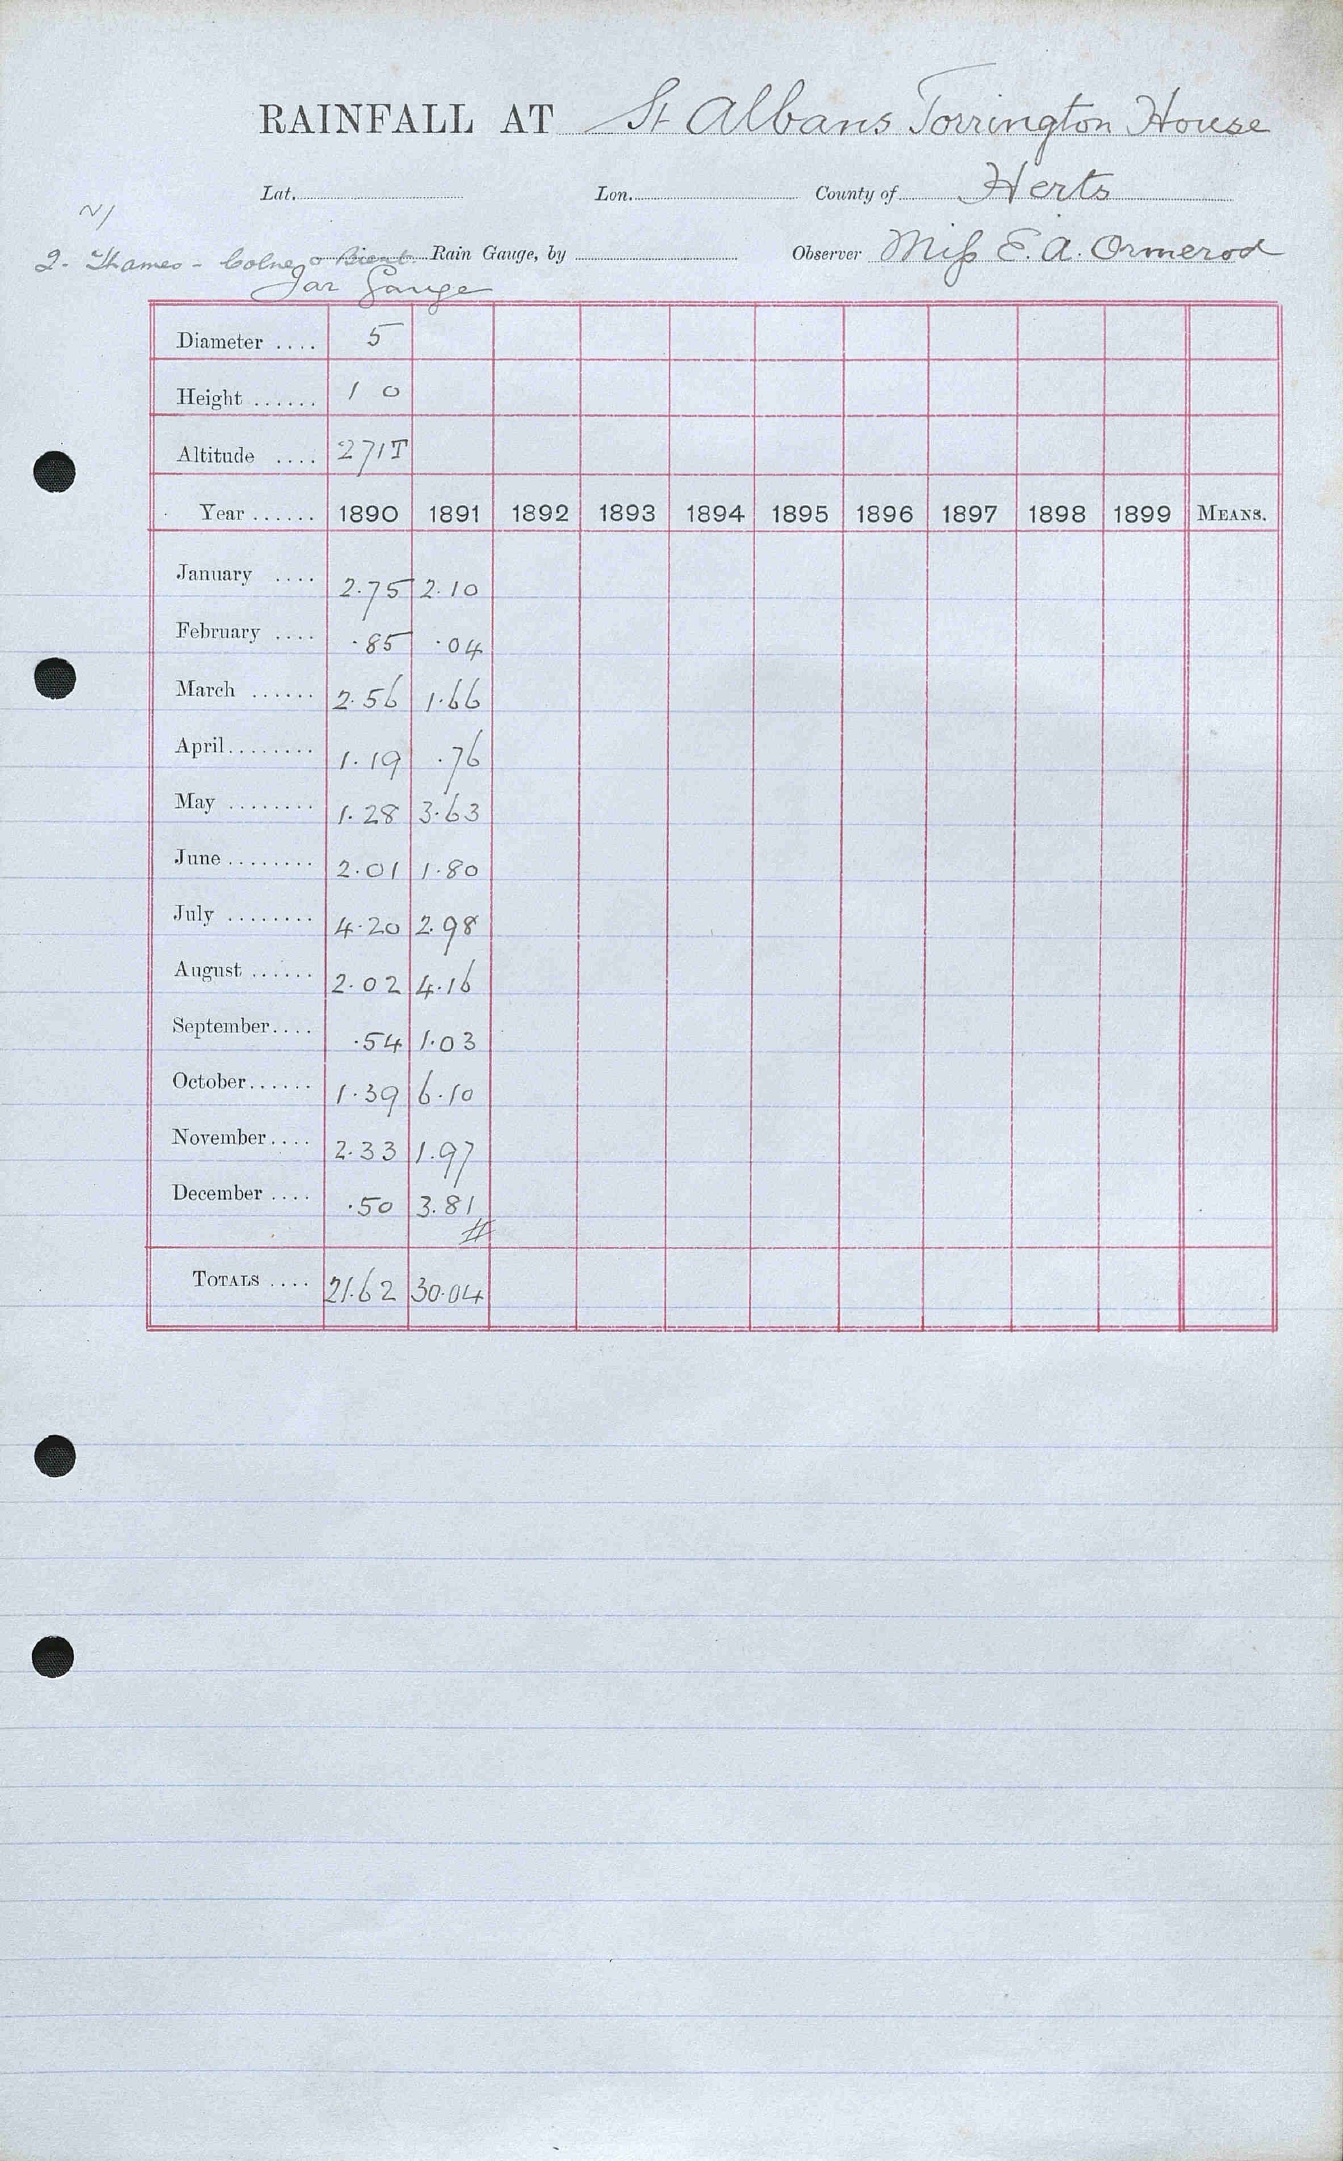 RAINFALL AT St Albans Torrington House
Lat. Lon. County of Herts
2. Thames - Colne Rain Gauge, by Observer Miss E. A. Ormerod
Jar Gauge
Diameter .... 5
Height ...... 1 0
Altitude .... 271T
Year ...... 1890 1891 1892 1893 1894 1895 1896 1897 1898 1899 MEANS.
January .... 2.75 2.10
February .... .85 .04
March ...... 2.56 1.66
April........ 1.19 .76
May ........ 1.28 3.63
June ........ 2.01 1.80
July ........ 4.20 2.98
August ...... 2.02 4.16
September.... .54 1.03
October...... 1.39 6.10
November.... 2.33 1.97
December .... .50 3.81
#
TOTALS .... 21.62 30.04